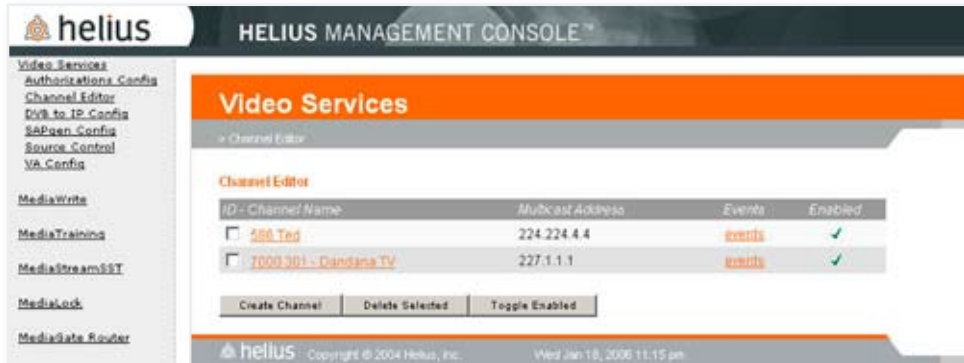 helius
HELIUS MANAGEMENT CONSOLE™
Video Services
Authorizations Config
Channel Editor
DVB to IP Config
SAPgen Config
Source Control
VA Config
MediaWrite
MediaTraining
MediaStreamSST
MediaLock
MediaGate Router
Video Services
> Channel Editor
Channel Editor
ID - Channel Name Multicast Address Events Enabled
586 Ted 224.224.4.4 events
7000.301 - Dandana TV 227.1.1.1 events
Create Channel Delete Selected Toggle Enabled
helius Copyright © 2004 Helius, Inc. Wed Jan 18, 2006 11:15 pm